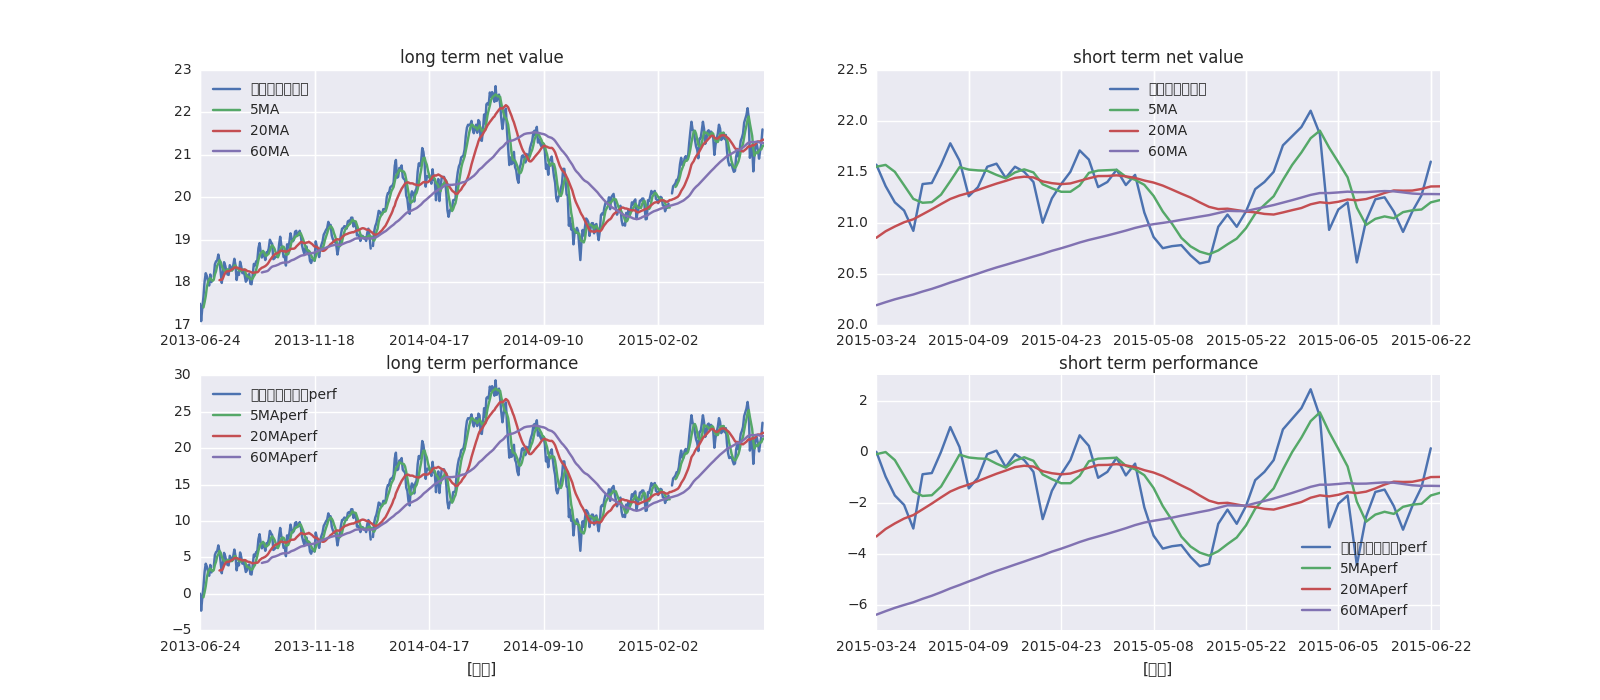 long term net value
23
22
21
20
19
18
17
5MA
20MA
60MA
2013-06-24 2013-11-18 2014-04-17 2014-09-10 2015-02-02
short term net value
22.5
22.0
21.5
21.0
20.5
20.0
5MA
20MA
60MA
2015-03-24 2015-04-09 2015-04-23 2015-05-08 2015-05-22 2015-06-05 2015-06-22
long term performance
30
25
20
15
10
5
0
−5
perf
5MAperf
20MAperf
60MAperf
2013-06-24 2013-11-18 2014-04-17 2014-09-10 2015-02-02
[ ]
short term performance
2
0
−2
−4
−6
perf
5MAperf
20MAperf
60MAperf
2015-03-24 2015-04-09 2015-04-23 2015-05-08 2015-05-22 2015-06-05 2015-06-22
[ ]